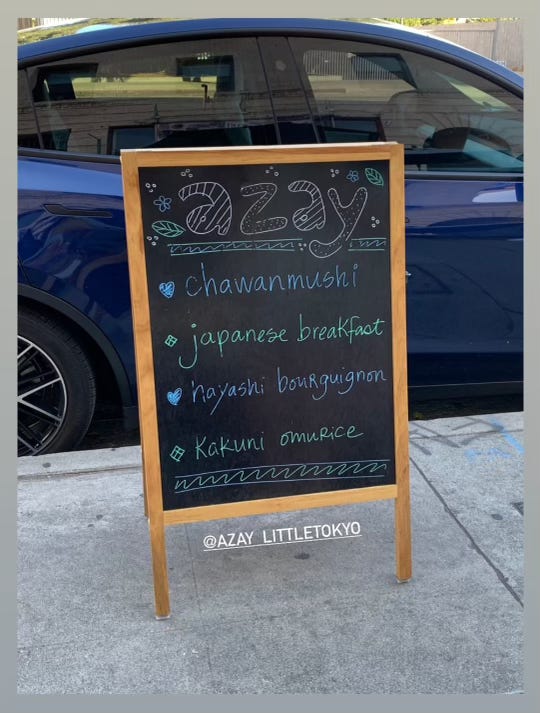 azay
chawanmushi
japanese breakfast
hayashi bourguignon
kakuni omurice
@AZAY_LITTLETOKYO